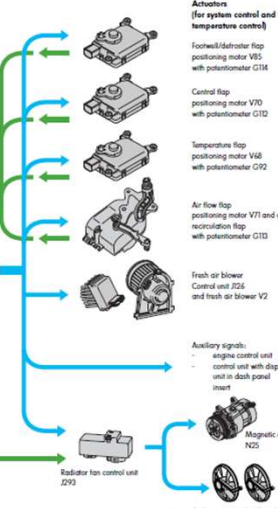 Actuators
(for system control and
temperature control)
Footwell/defroster flap
positioning motor V85
with potentiometer G114
Central flap
positioning motor V70
with potentiometer G112
Temperature flap
positioning motor V68
with potentiometer G92
Air flow flap
positioning motor V71 and
recirculation flap
with potentiometer G113
Fresh air blower
Control unit J126
and fresh air blower V2
Auxiliary signals:
- engine control unit
- control unit with disp
unit in dash panel
insert
Magnetic
N25
Radiator fan control unit
J293